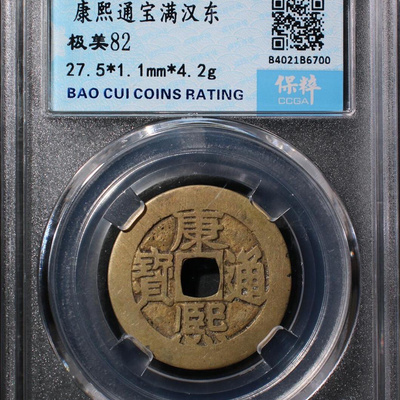 康熙通宝满汉东
极美82
27.5*1.1mm*4.2g
BAO CUI COINS RATING
B4021B6700
保粹
CCGA
康熙通寶